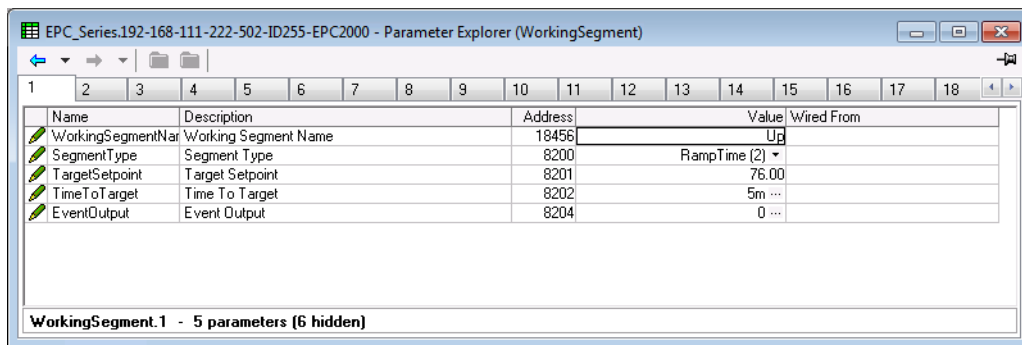 EPC_Series.192-168-111-222-502-ID255-EPC2000 - Parameter Explorer (WorkingSegment)
1 2 3 4 5 6 7 8 9 10 11 12 13 14 15 16 17 18
Name Description Address Value Wired From
WorkingSegmentNar Working Segment Name 18456 Up
SegmentType Segment Type 8200 RampTime (2)
TargetSetpoint Target Setpoint 8201 76.00
TimeToTarget Time To Target 8202 5m ...
EventOutput Event Output 8204 0 ...
WorkingSegment.1 - 5 parameters (6 hidden)